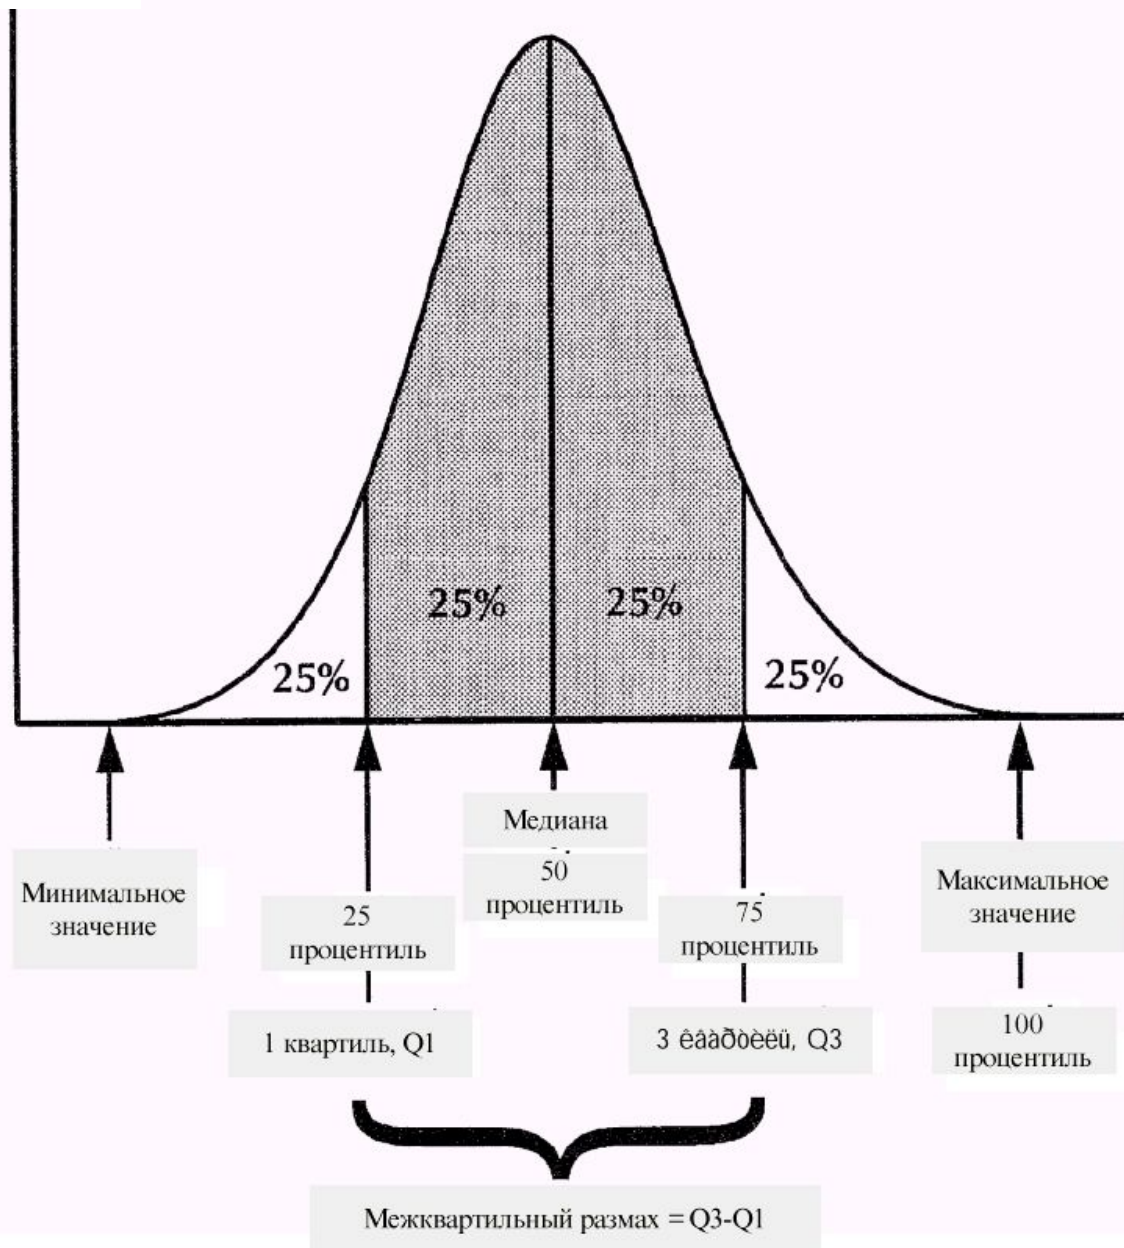 25%
25%
25%
25%
Медиана
50
процентиль
Минимальное
значение
25
процентиль
75
процентиль
Максимальное
значение
1 квартиль, Q1
3 êâàðòèëü, Q3
100
процентиль
Межквартильный размах = Q3-Q1